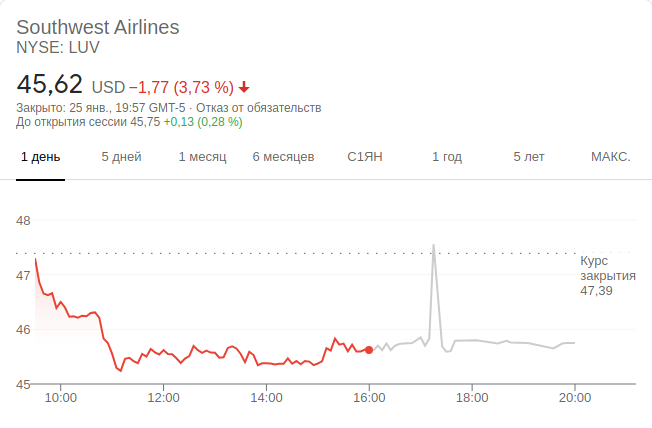 Southwest Airlines
NYSE: LUV
45,62 USD −1,77 (3,73 %)
Закрыто: 25 янв., 19:57 GMT-5 · Отказ от обязательств
До открытия сессии 45,75 +0,13 (0,28 %)
1 день 5 дней 1 месяц 6 месяцев С1ЯН 1 год 5 лет МАКС.
48
47
46
45
Курс
закрытия
47,39
10:00 12:00 14:00 16:00 18:00 20:00